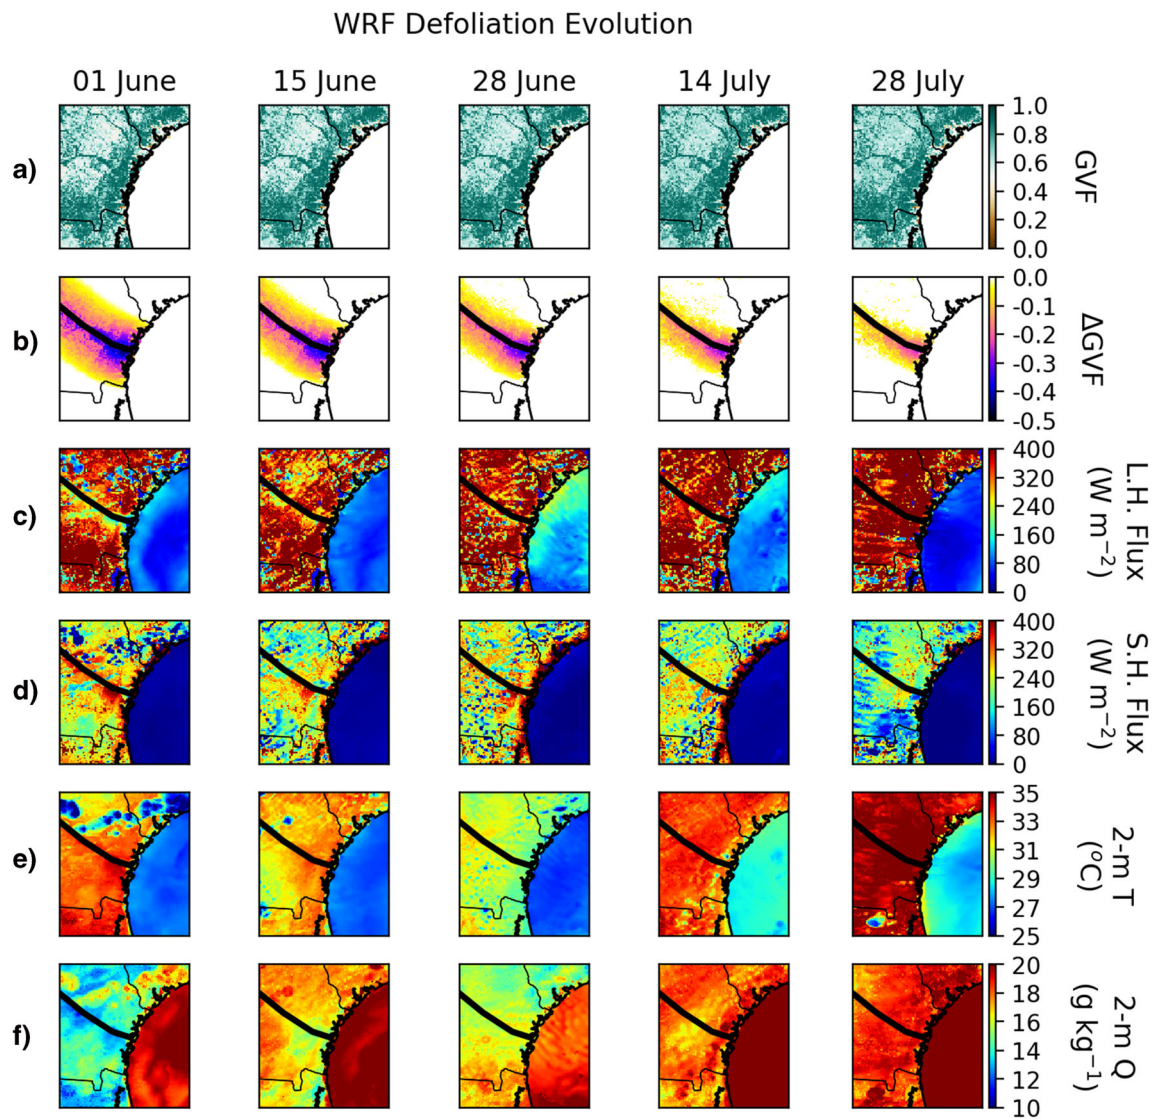 WRF Defoliation Evolution
01 June 15 June 28 June 14 July 28 July
a)
1.0
0.8
0.6
0.4
0.2
0.0
GVF
b)
0.0
-0.1
-0.2
-0.3
-0.4
-0.5
ΔGVF
c)
400
320
240
160
80
0
L.H. Flux
(W m⁻²)
d)
400
320
240
160
80
0
S.H. Flux
(W m⁻²)
e)
35
33
31
29
27
25
2-m T
(°C)
f)
20
18
16
14
12
10
2-m Q
(g kg⁻¹)